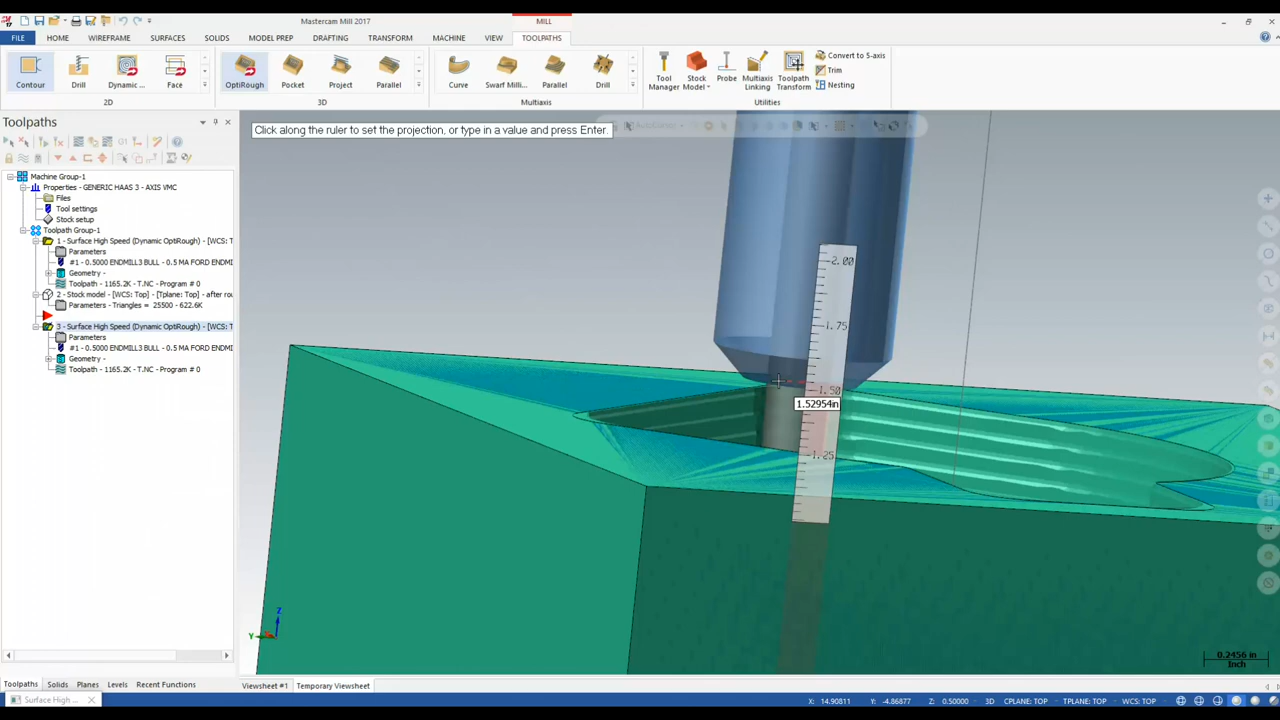 Mastercam Mill 2017
MILL
FILE HOME WIREFRAME SURFACES SOLIDS MODEL PREP DRAFTING TRANSFORM MACHINE VIEW TOOLPATHS
Contour Drill Dynamic ... Face
2D
OptiRough Pocket Project Parallel
3D
Curve Swarf Milli... Parallel Drill
Multiaxis
Tool Manager Stock Model Probe Multiaxis Linking Toolpath Transform
Convert to 5-axis
Trim
Nesting
Utilities
Toolpaths
Click along the ruler to set the projection, or type in a value and press Enter.
Machine Group-1
Properties - GENERIC HAAS 3 - AXIS VMC
Files
Tool settings
Stock setup
Toolpath Group-1
1 - Surface High Speed (Dynamic OptiRough) - [WCS: T
Parameters
#1 - 0.5000 ENDMILL3 BULL - 0.5 MA FORD ENDMI
Geometry -
Toolpath - 1165.2K - T.NC - Program # 0
2 - Stock model - [WCS: Top] - [Tplane: Top] - after ro
Parameters - Triangles = 25500 - 622.6K
3 - Surface High Speed (Dynamic OptiRough) - [WCS: T
Parameters
#1 - 0.5000 ENDMILL3 BULL - 0.5 MA FORD ENDMI
Geometry -
Toolpath - T.NC - Program # 0
2.00
1.75
1.50
1.52954in
1.25
Z
Y
0.2456 in
Inch
Toolpaths Solids Planes Levels Recent Functions
Viewsheet #1 Temporary Viewsheet
Surface High ...
X: 14.90811 Y: -4.86877 Z: 0.50000 3D CPLANE: TOP TPLANE: TOP WCS: TOP